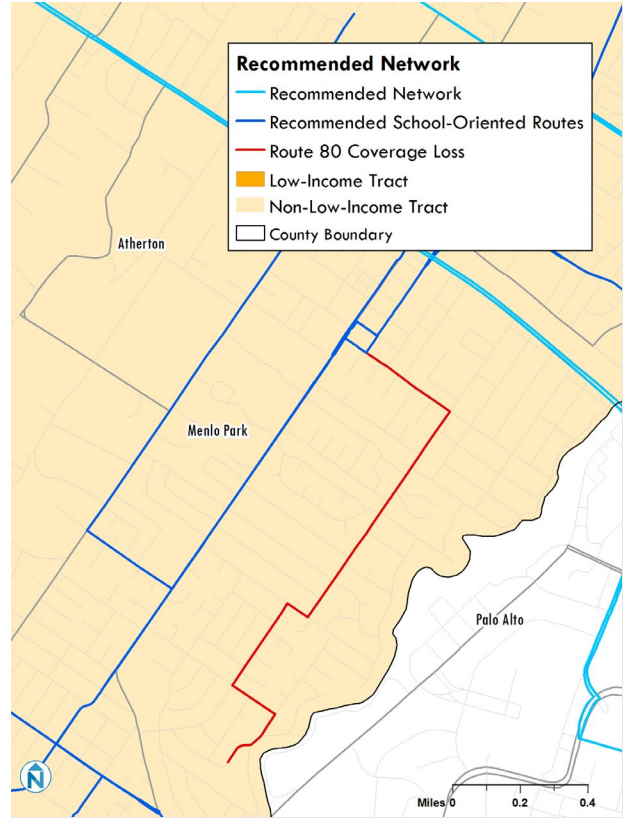 Recommended Network
Recommended Network
Recommended School-Oriented Routes
Route 80 Coverage Loss
Low-Income Tract
Non-Low-Income Tract
County Boundary
Atherton
Menlo Park
Palo Alto
N
Miles 0 0.2 0.4